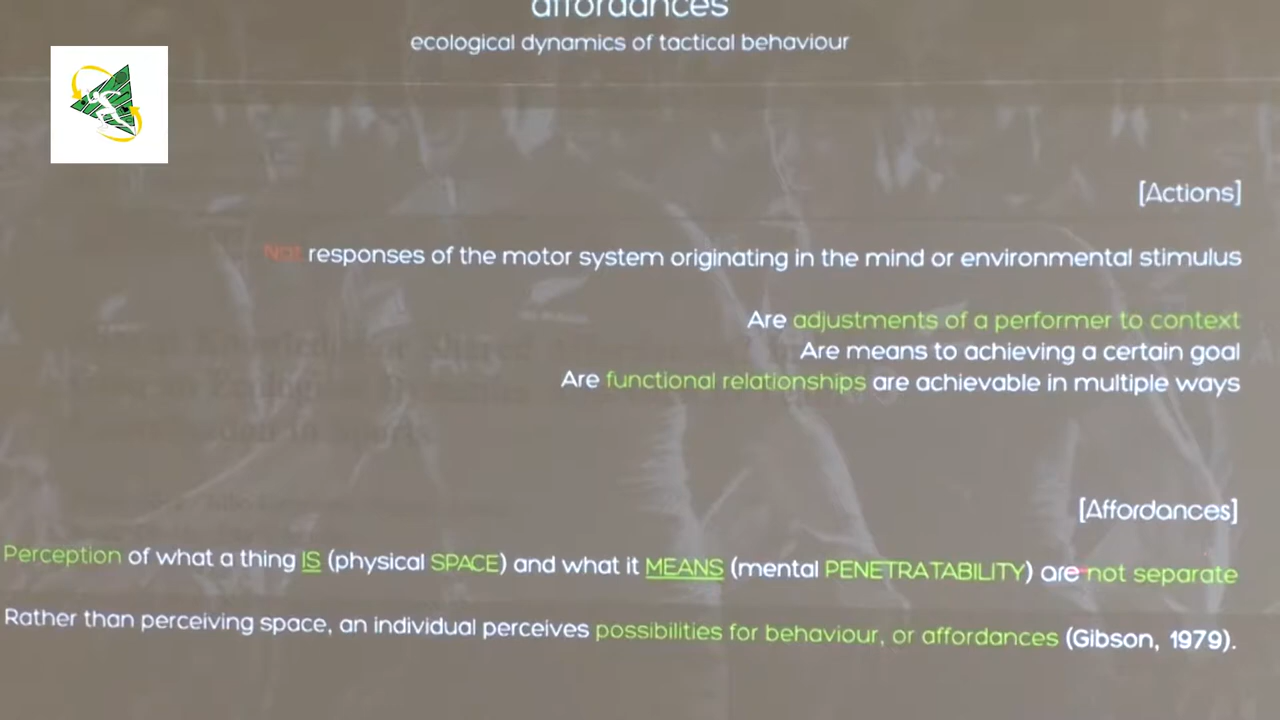 affordances
ecological dynamics of tactical behaviour
[Actions]
Not responses of the motor system originating in the mind or environmental stimulus
Are adjustments of a performer to context
Are means to achieving a certain goal
Are functional relationships are achievable in multiple ways
[Affordances]
Perception of what a thing IS (physical SPACE) and what it MEANS (mental PENETRATABILITY) are not separate
Rather than perceiving space, an individual perceives possibilities for behaviour, or affordances (Gibson, 1979).